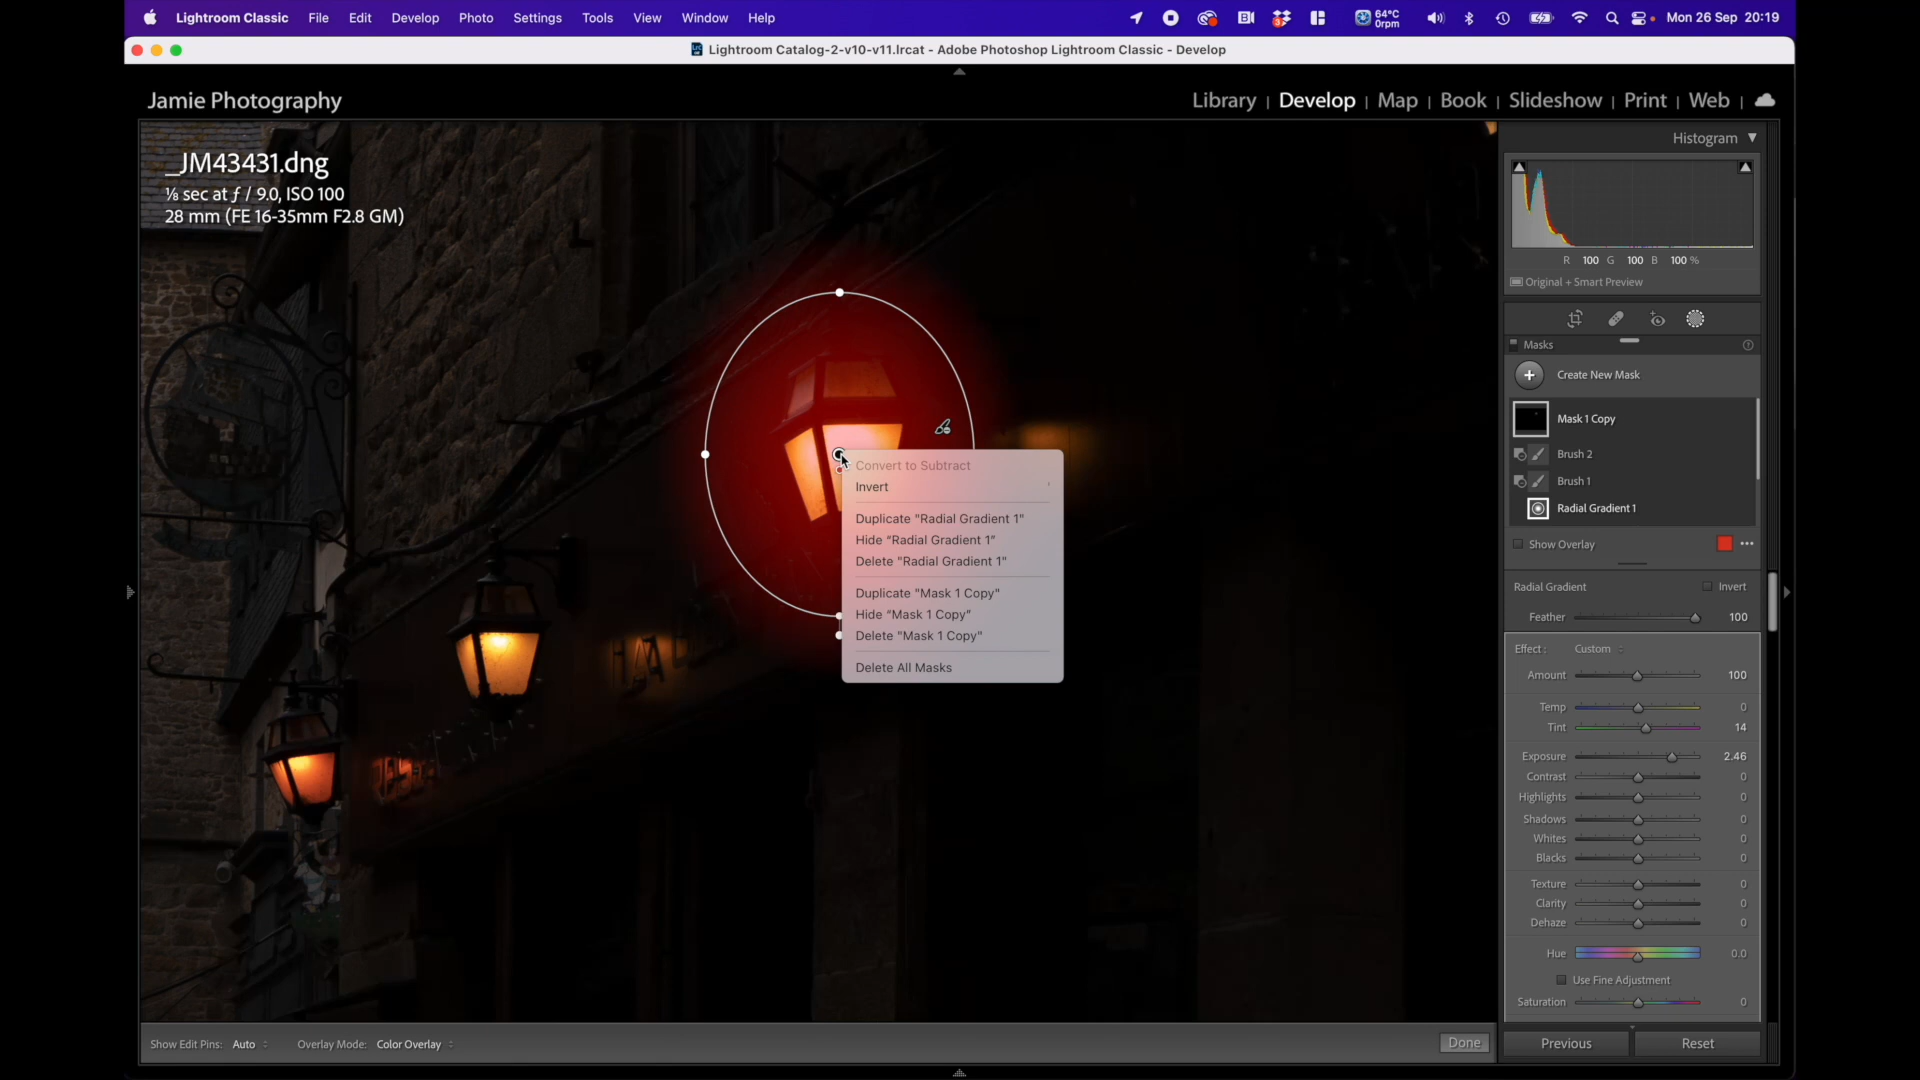 Lightroom Classic File Edit Develop Photo Settings Tools View Window Help 64°C 0rpm Mon 26 Sep 20:19
Lightroom Catalog-2-v10-v11.lrcat - Adobe Photoshop Lightroom Classic - Develop
Jamie Photography
Library | Develop | Map | Book | Slideshow | Print | Web |
_JM43431.dng
⅛ sec at ƒ / 9.0, ISO 100
28 mm (FE 16-35mm F2.8 GM)
Convert to Subtract
Invert
Duplicate "Radial Gradient 1"
Hide "Radial Gradient 1"
Delete "Radial Gradient 1"
Duplicate "Mask 1 Copy"
Hide "Mask 1 Copy"
Delete "Mask 1 Copy"
Delete All Masks
Histogram
R 100 G 100 B 100 %
Original + Smart Preview
Masks
Create New Mask
Mask 1 Copy
Brush 2
Brush 1
Radial Gradient 1
Show Overlay
Radial Gradient Invert
Feather 100
Effect: Custom
Amount 100
Temp 0
Tint 14
Exposure 2.46
Contrast 0
Highlights 0
Shadows 0
Whites 0
Blacks 0
Texture 0
Clarity 0
Dehaze 0
Hue 0.0
Use Fine Adjustment
Saturation 0
Show Edit Pins: Auto Overlay Mode: Color Overlay Done
Previous Reset